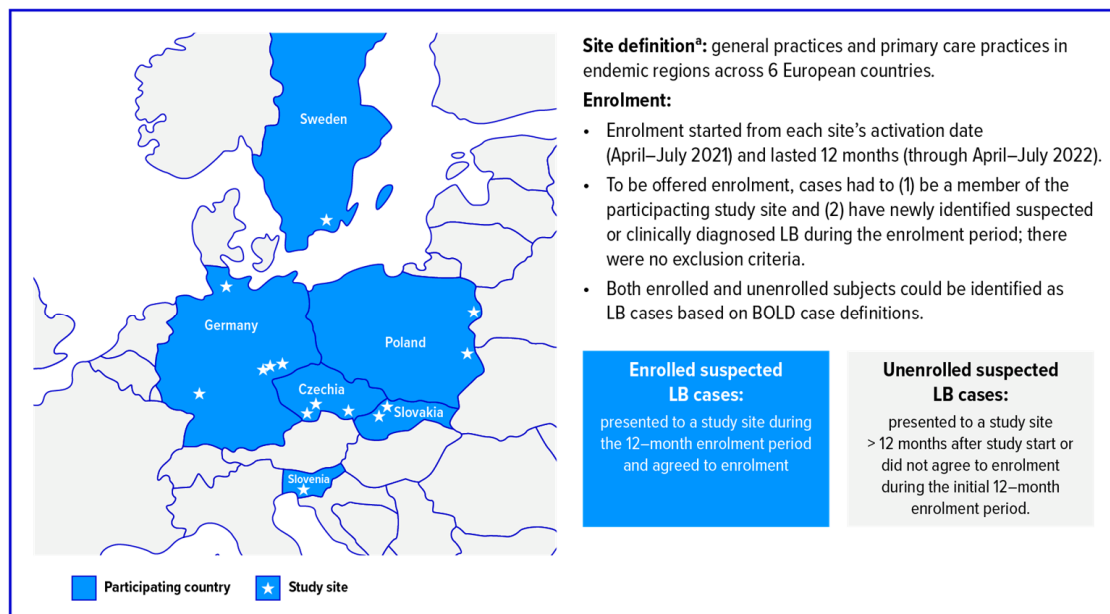 Sweden
Germany
Poland
Czechia
Slovakia
Slovenia
Participating country
Study site
Site definitionᵃ: general practices and primary care practices in
endemic regions across 6 European countries.
Enrolment:
• Enrolment started from each site’s activation date
(April–July 2021) and lasted 12 months (through April–July 2022).
• To be offered enrolment, cases had to (1) be a member of the
participacting study site and (2) have newly identified suspected
or clinically diagnosed LB during the enrolment period; there
were no exclusion criteria.
• Both enrolled and unenrolled subjects could be identified as
LB cases based on BOLD case definitions.
Enrolled suspected
LB cases:
presented to a study site during
the 12–month enrolment period
and agreed to enrolment
Unenrolled suspected
LB cases:
presented to a study site
> 12 months after study start or
did not agree to enrolment
during the initial 12–month
enrolment period.